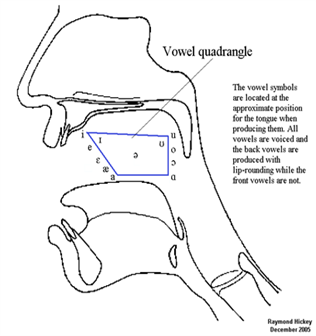 Vowel quadrangle
The vowel symbols
are located at the
approximate position
for the tongue when
producing them. All
vowels are voiced and
the back vowels are
produced with
lip-rounding while the
front vowels are not.
i u
ɪ ʊ
e o
ə
ɛ ɔ
æ
a ɑ
Raymond Hickey
December 2005